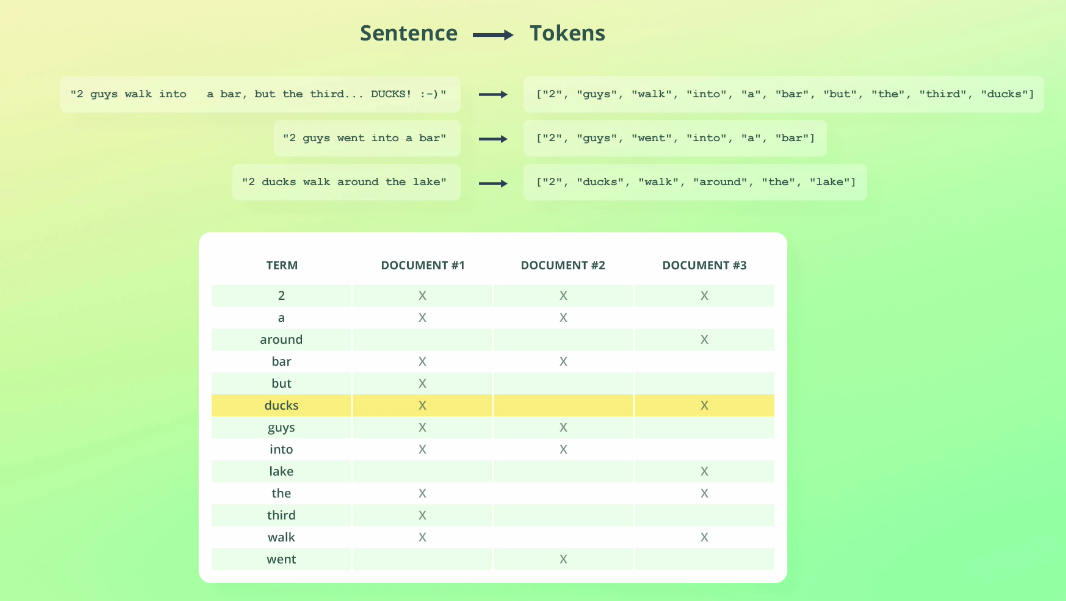 Sentence → Tokens
"2 guys walk into   a bar, but the third... DUCKS! :-)" → ["2", "guys", "walk", "into", "a", "bar", "but", "the", "third", "ducks"]
"2 guys went into a bar" → ["2", "guys", "went", "into", "a", "bar"]
"2 ducks walk around the lake" → ["2", "ducks", "walk", "around", "the", "lake"]
TERM DOCUMENT #1 DOCUMENT #2 DOCUMENT #3
2 X X X
a X X
around X
bar X X
but X
ducks X X
guys X X
into X X
lake X
the X X
third X
walk X X
went X